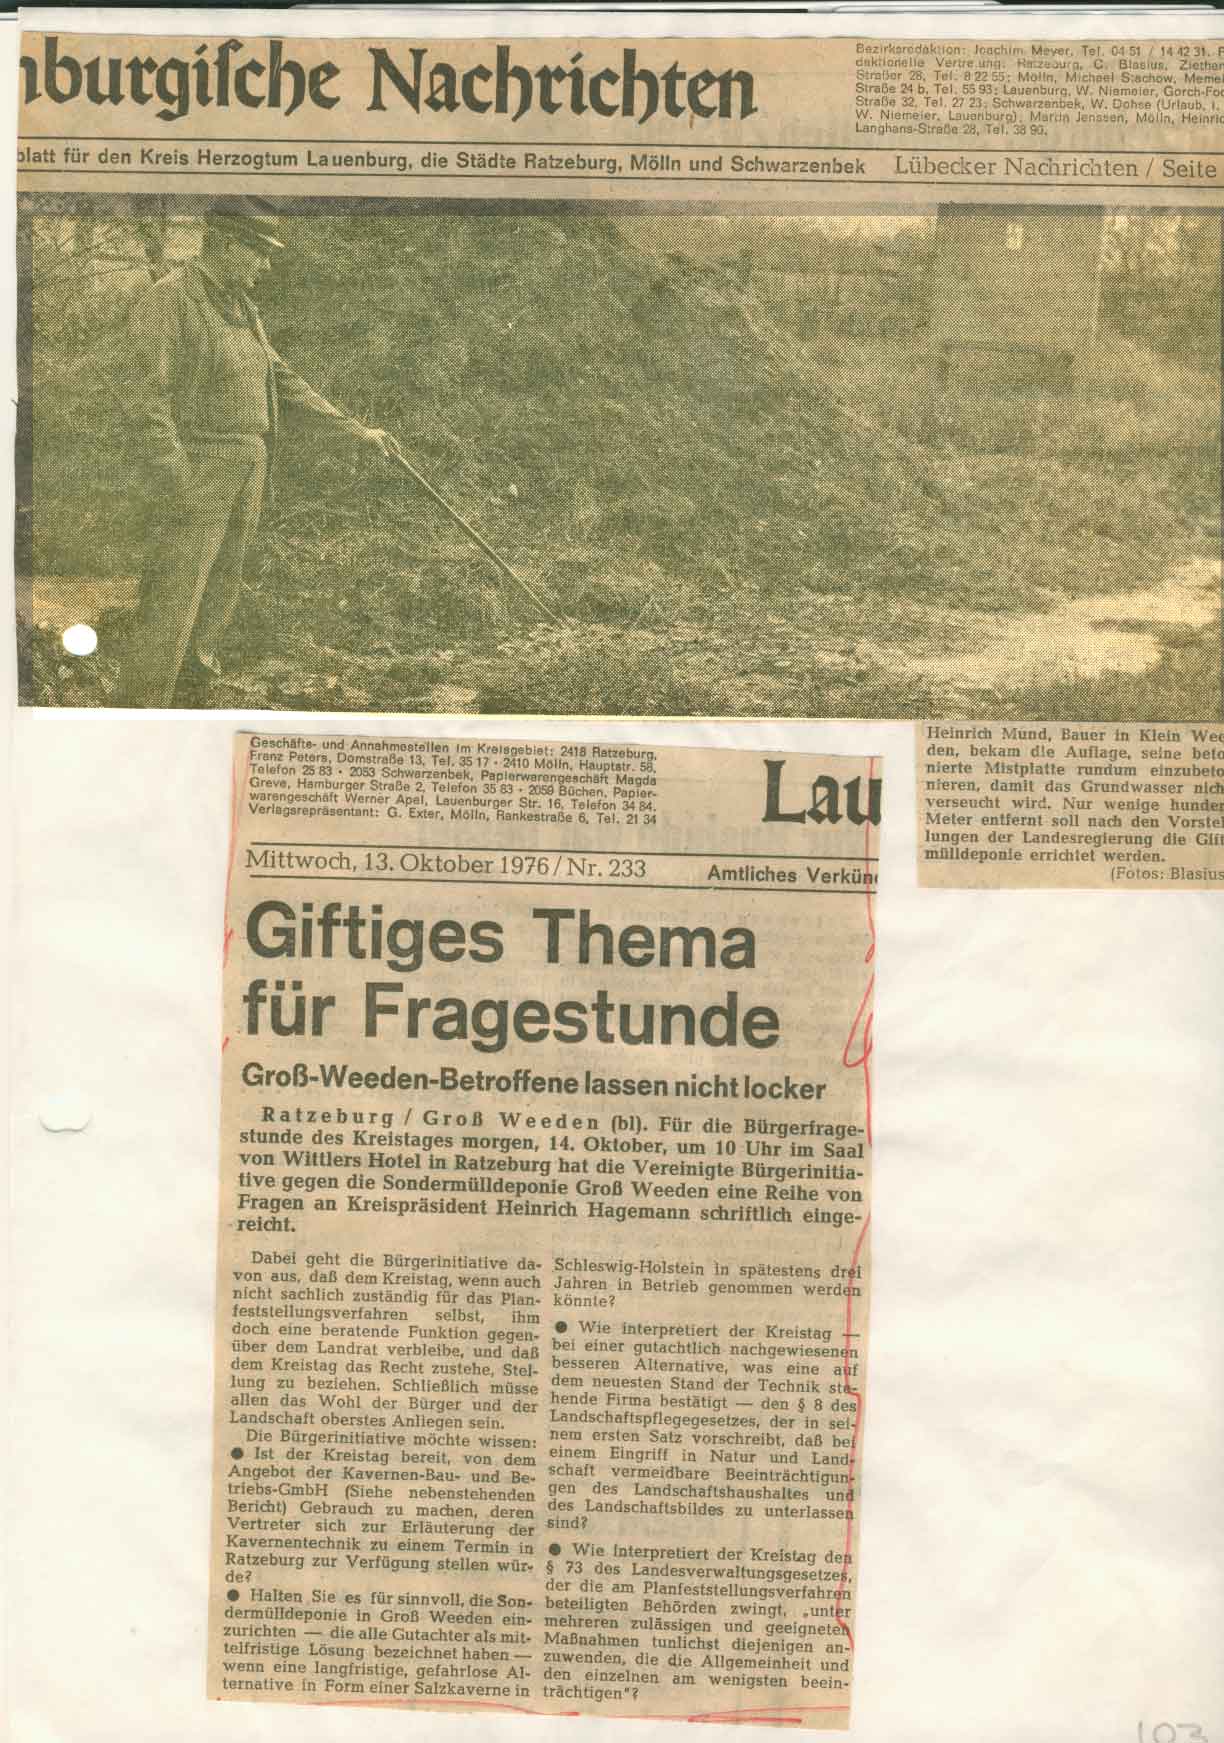 nburgische Nachrichten
Bezirksredaktion: Joachim Meyer, Tel. 04 51 / 14 42 31. R
daktionelle Vertretung: Ratzeburg, C. Blasius, Ziethen
Straßer 28, Tel. 8 22 55; Mölln, Michael Stachow, Memel
Straße 24 b, Tel. 55 93; Lauenburg, W. Niemeier, Gorch-Foc
Straße 32, Tel. 27 23; Schwarzenbek, W. Dohse (Urlaub, i.
W. Niemeier, Lauenburg); Martin Jenssen, Mölln, Heinric
Langhans-Straße 28, Tel. 38 90.
blatt für den Kreis Herzogtum Lauenburg, die Städte Ratzeburg, Mölln und Schwarzenbek
Lübecker Nachrichten / Seite
Heinrich Mund, Bauer in Klein Wee
den, bekam die Auflage, seine beto
nierte Mistplatte rundum einzubeto
nieren, damit das Grundwasser nich
verseucht wird. Nur wenige hunder
Meter entfernt soll nach den Vorstel
lungen der Landesregierung die Gift
mülldeponie errichtet werden.
(Fotos: Blasius
Geschäfts- und Annahmestellen im Kreisgebiet: 2418 Ratzeburg,
Franz Peters, Domstraße 13, Tel. 35 17 · 2410 Mölln, Hauptstr. 56,
Telefon 25 83 · 2053 Schwarzenbek, Papierwarengeschäft Magda
Greve, Hamburger Straße 2, Telefon 35 83 · 2059 Büchen, Papier-
warengeschäft Werner Apel, Lauenburger Str. 16, Telefon 34 84.
Verlagsrepräsentant: G. Exter, Mölln, Rankestraße 6, Tel. 21 34
Lau
Mittwoch, 13. Oktober 1976 / Nr. 233
Amtliches Verkün
Giftiges Thema
für Fragestunde
Groß-Weeden-Betroffene lassen nicht locker
Ratzeburg / Groß Weeden (bl). Für die Bürgerfrage-
stunde des Kreistages morgen, 14. Oktober, um 10 Uhr im Saal
von Wittlers Hotel in Ratzeburg hat die Vereinigte Bürgerinitia-
tive gegen die Sondermülldeponie Groß Weeden eine Reihe von
Fragen an Kreispräsident Heinrich Hagemann schriftlich einge-
reicht.
Dabei geht die Bürgerinitiative da-
von aus, daß dem Kreistag, wenn auch
nicht sachlich zuständig für das Plan-
feststellungsverfahren selbst, ihm
doch eine beratende Funktion gegen-
über dem Landrat verbleibe, und daß
dem Kreistag das Recht zustehe, Stel-
lung zu beziehen. Schließlich müsse
allen das Wohl der Bürger und der
Landschaft oberstes Anliegen sein.
Die Bürgerinitiative möchte wissen:
● Ist der Kreistag bereit, von dem
Angebot der Kavernen-Bau- und Be-
triebs-GmbH (Siehe nebenstehenden
Bericht) Gebrauch zu machen, deren
Vertreter sich zur Erläuterung der
Kavernentechnik zu einem Termin in
Ratzeburg zur Verfügung stellen wür-
de?
● Halten Sie es für sinnvoll, die Son-
dermülldeponie in Groß Weeden ein-
zurichten — die alle Gutachter als mit-
telfristige Lösung bezeichnet haben —
wenn eine langfristige, gefahrlose Al-
ternative in Form einer Salzkaverne in
Schleswig-Holstein in spätestens drei
Jahren in Betrieb genommen werden
könnte?
● Wie interpretiert der Kreistag —
bei einer gutachtlich nachgewiesenen
besseren Alternative, was eine auf
dem neuesten Stand der Technik ste-
hende Firma bestätigt — den § 8 des
Landschaftspflegegesetzes, der in sei-
nem ersten Satz vorschreibt, daß bei
einem Eingriff in Natur und Land-
schaft vermeidbare Beeinträchtigun-
gen des Landschaftshaushaltes und
des Landschaftsbildes zu unterlassen
sind?
● Wie interpretiert der Kreistag den
§ 73 des Landesverwaltungsgesetzes,
der die am Planfeststellungsverfahren
beteiligten Behörden zwingt, „unter
mehreren zulässigen und geeigneten
Maßnahmen tunlichst diejenigen an-
zuwenden, die die Allgemeinheit und
den einzelnen am wenigsten beein-
trächtigen"?
103